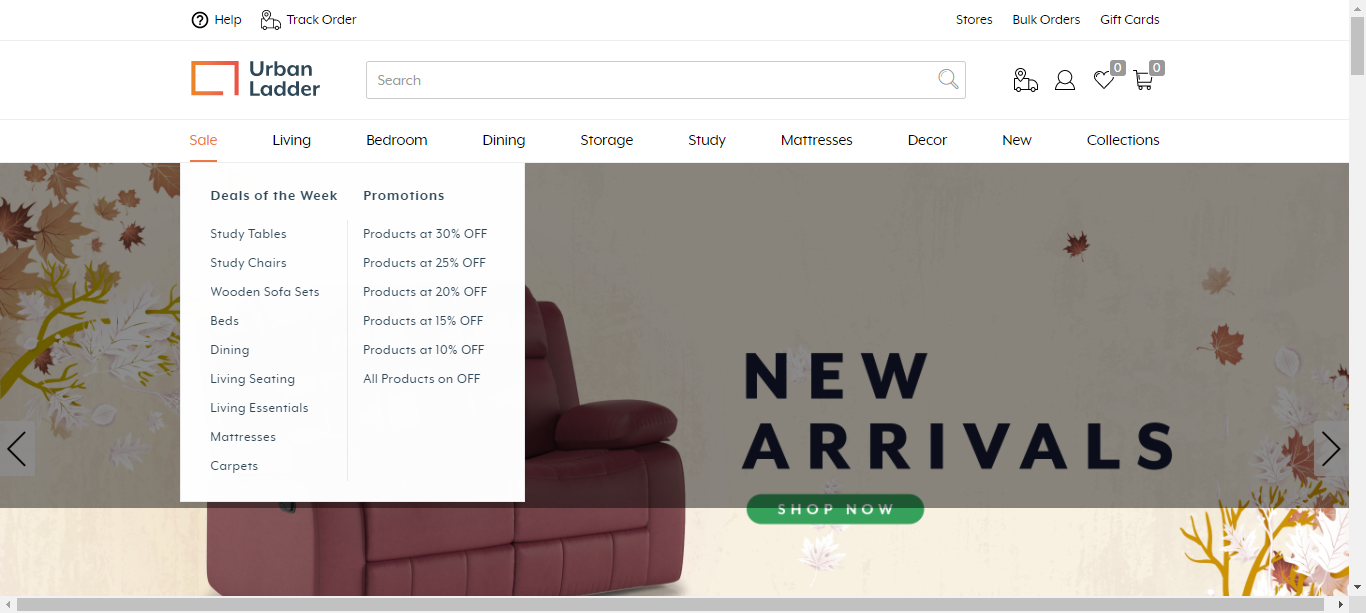 Help Track Order Stores Bulk Orders Gift Cards
Urban
Ladder
Search
0 0
Sale Living Bedroom Dining Storage Study Mattresses Decor New Collections
Deals of the Week
Study Tables
Study Chairs
Wooden Sofa Sets
Beds
Dining
Living Seating
Living Essentials
Mattresses
Carpets
Promotions
Products at 30% OFF
Products at 25% OFF
Products at 20% OFF
Products at 15% OFF
Products at 10% OFF
All Products on OFF
NEW
ARRIVALS
SHOP NOW